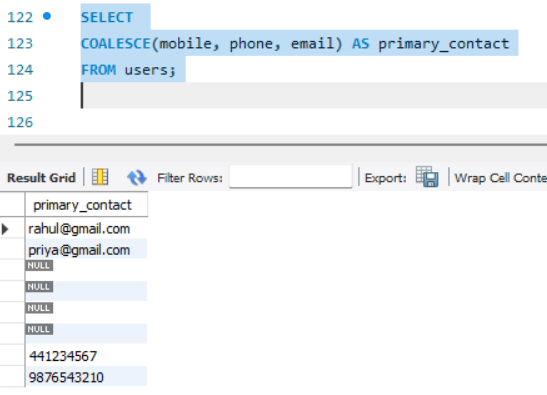 122 SELECT
123 COALESCE(mobile, phone, email) AS primary_contact
124 FROM users;
125
126
Result Grid Filter Rows: Export: Wrap Cell Conte
primary_contact
rahul@gmail.com
priya@gmail.com
NULL
NULL
NULL
NULL
441234567
9876543210